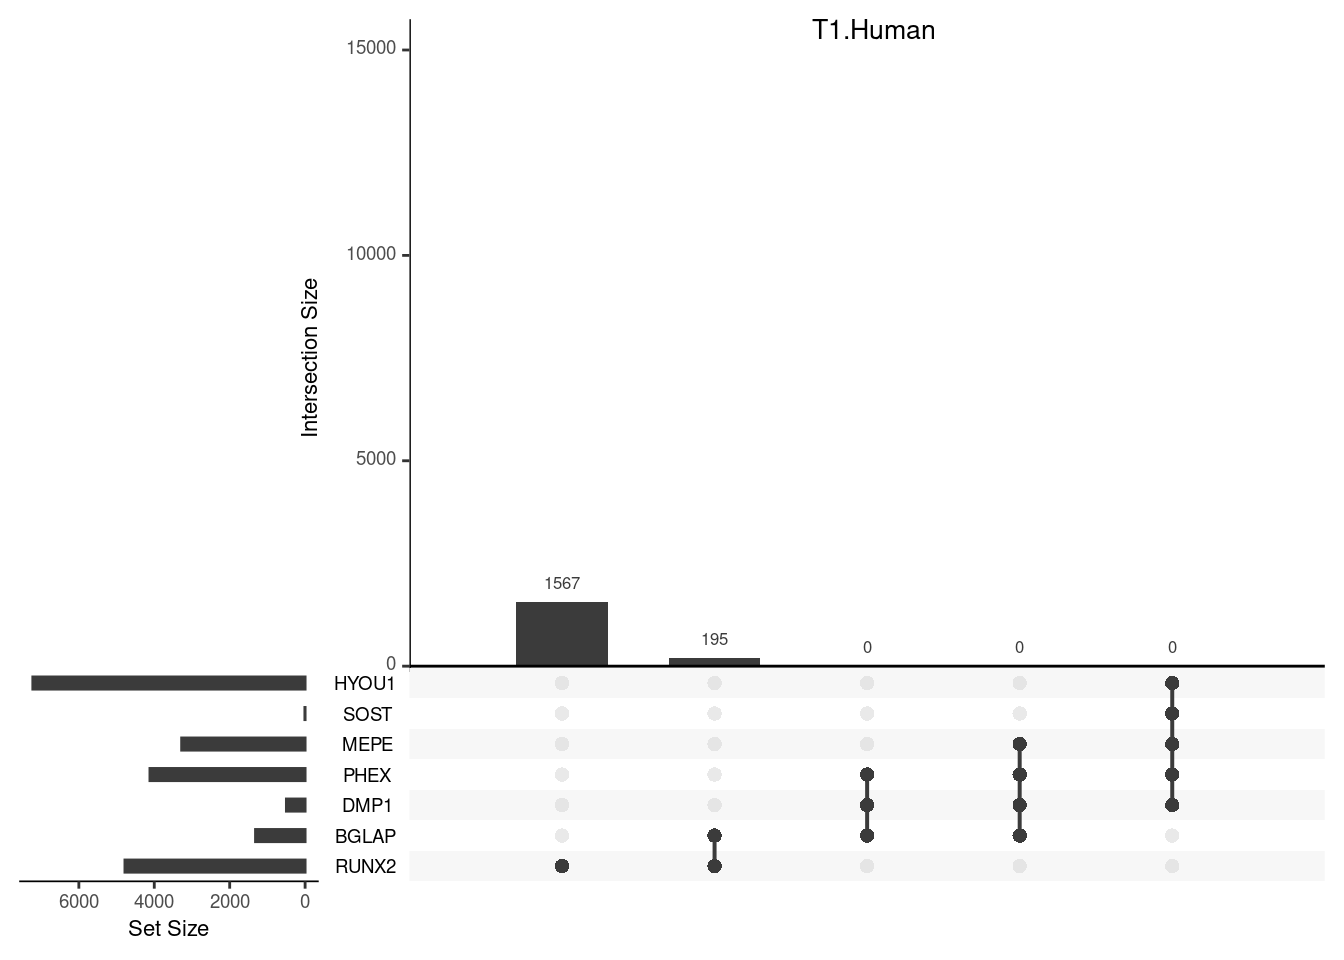 T1.Human
15000
10000
5000
0
Intersection Size
1567
195
0
0
0
HYOU1
SOST
MEPE
PHEX
DMP1
BGLAP
RUNX2
6000
4000
2000
0
Set Size